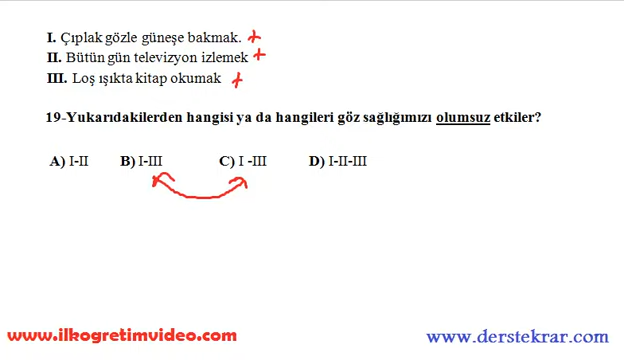 I. Çıplak gözle güneşe bakmak. +
II. Bütün gün televizyon izlemek +
III. Loş ışıkta kitap okumak +
19-Yukarıdakilerden hangisi ya da hangileri göz sağlığımızı olumsuz etkiler?
A) I-II B) I-III C) I -III D) I-II-III
www.ilkogretimvideo.com www.derstekrar.com